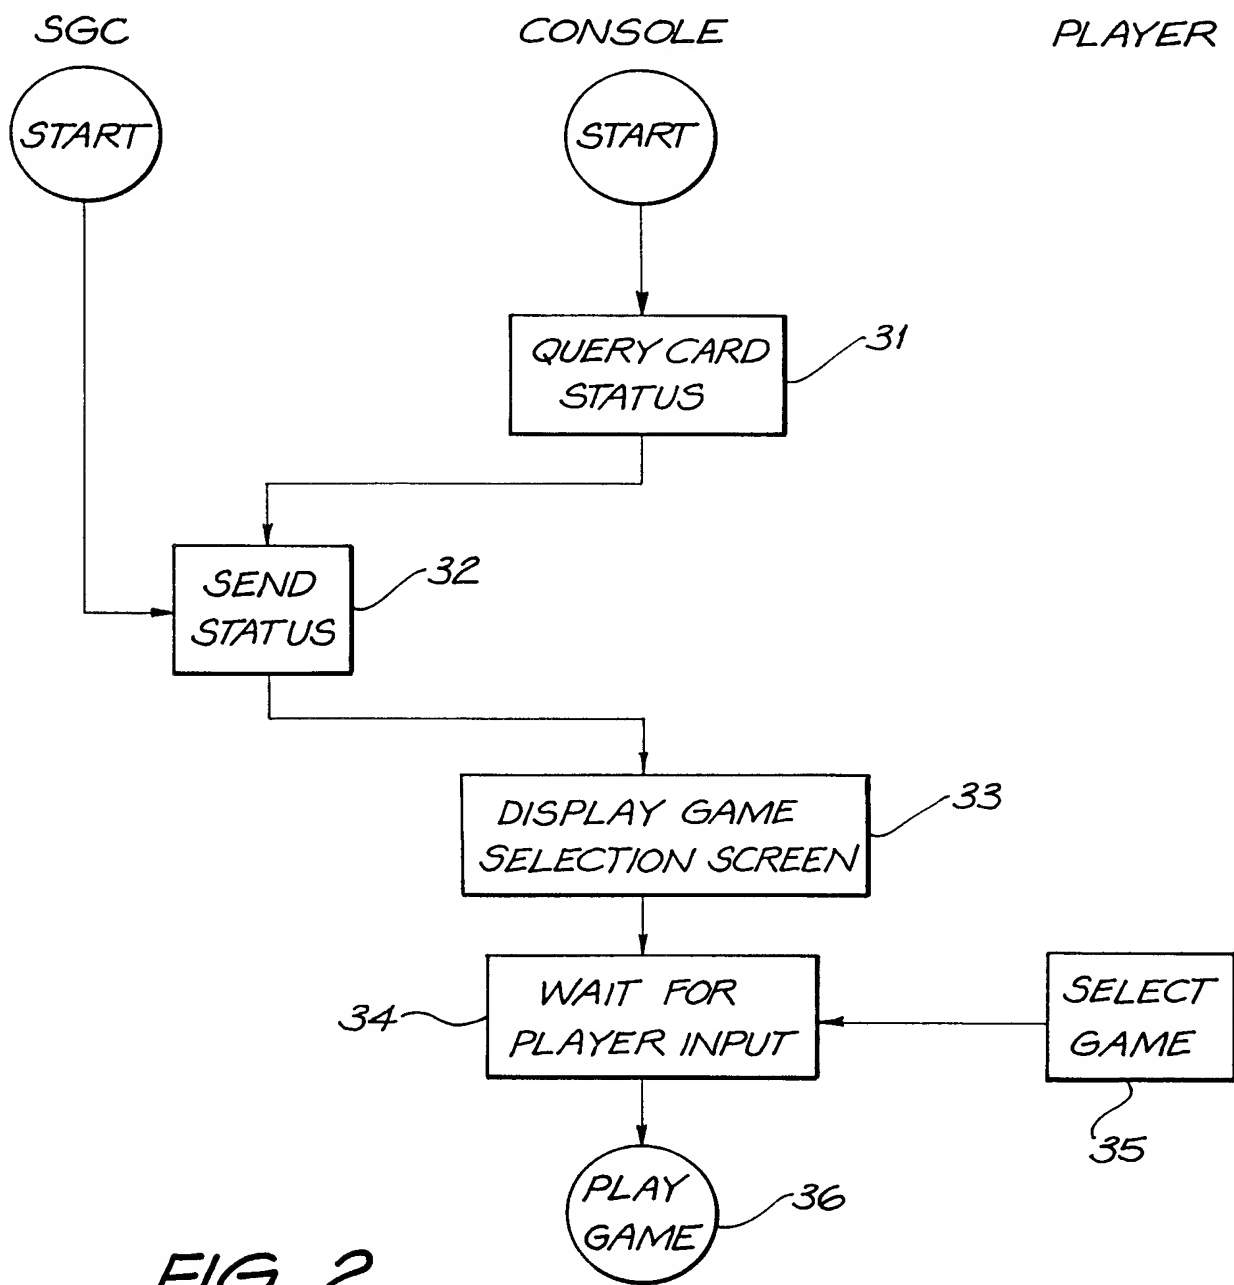 SGC
CONSOLE
PLAYER
START
START
QUERY CARD
STATUS
31
SEND
STATUS
32
DISPLAY GAME
SELECTION SCREEN
33
WAIT FOR
PLAYER INPUT
34
SELECT
GAME
35
PLAY
GAME
36
FIG. 2